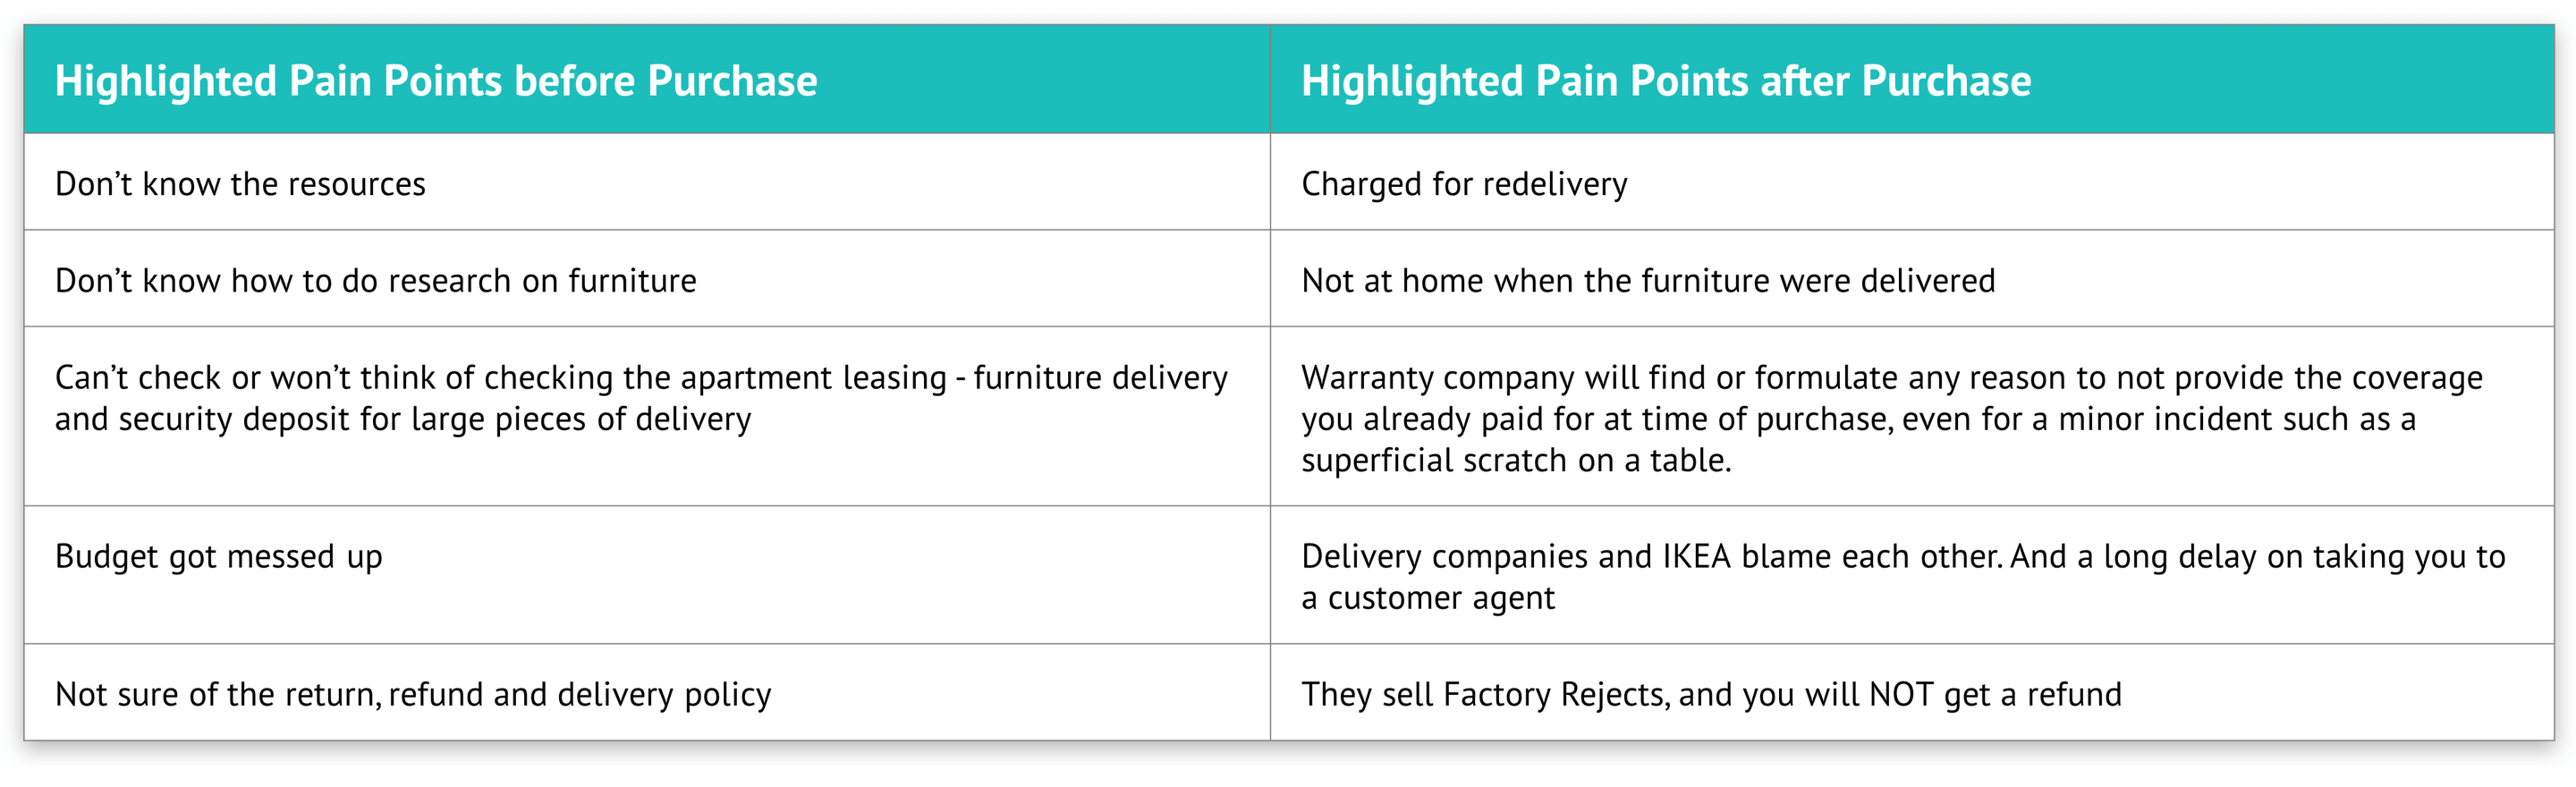 Highlighted Pain Points before Purchase
Highlighted Pain Points after Purchase
Don’t know the resources
Charged for redelivery
Don’t know how to do research on furniture
Not at home when the furniture were delivered
Can’t check or won’t think of checking the apartment leasing - furniture delivery
and security deposit for large pieces of delivery
Warranty company will find or formulate any reason to not provide the coverage
you already paid for at time of purchase, even for a minor incident such as a
superficial scratch on a table.
Budget got messed up
Delivery companies and IKEA blame each other. And a long delay on taking you to
a customer agent
Not sure of the return, refund and delivery policy
They sell Factory Rejects, and you will NOT get a refund